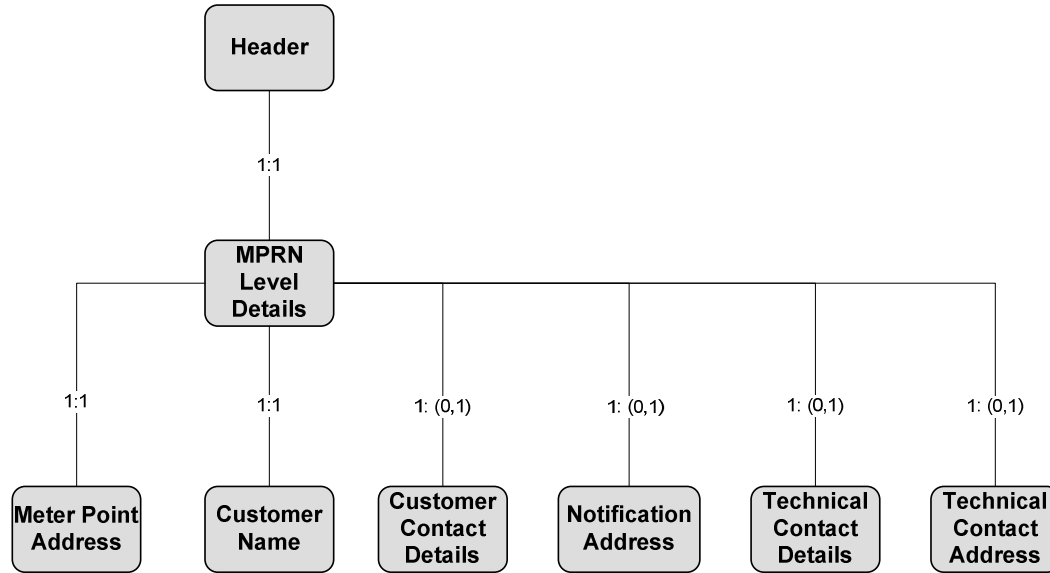 Header
1:1
MPRN
Level
Details
1:1
1:1
1: (0,1)
1: (0,1)
1: (0,1)
1: (0,1)
Meter Point
Address
Customer
Name
Customer
Contact
Details
Notification
Address
Technical
Contact
Details
Technical
Contact
Address